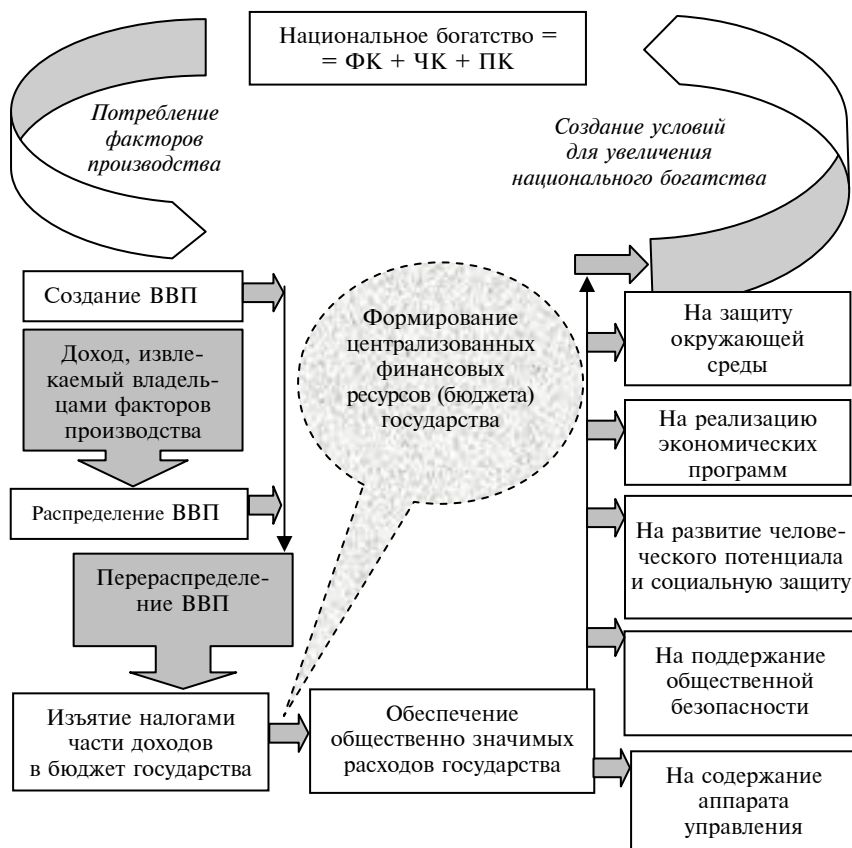 Национальное богатство =
= ФК + ЧК + ПК
Потребление
факторов
производства
Создание условий
для увеличения
национального богатства
Создание ВВП
Доход, извле-
каемый владель-
цами факторов
производства
Распределение ВВП
Перераспределе-
ние ВВП
Изъятие налогами
части доходов
в бюджет государства
Формирование
централизованных
финансовых
ресурсов (бюджета)
государства
Обеспечение
общественно значимых
расходов государства
На защиту
окружающей
среды
На реализацию
экономических
программ
На развитие челове-
ческого потенциала
и социальную защиту
На поддержание
общественной
безопасности
На содержание
аппарата
управления